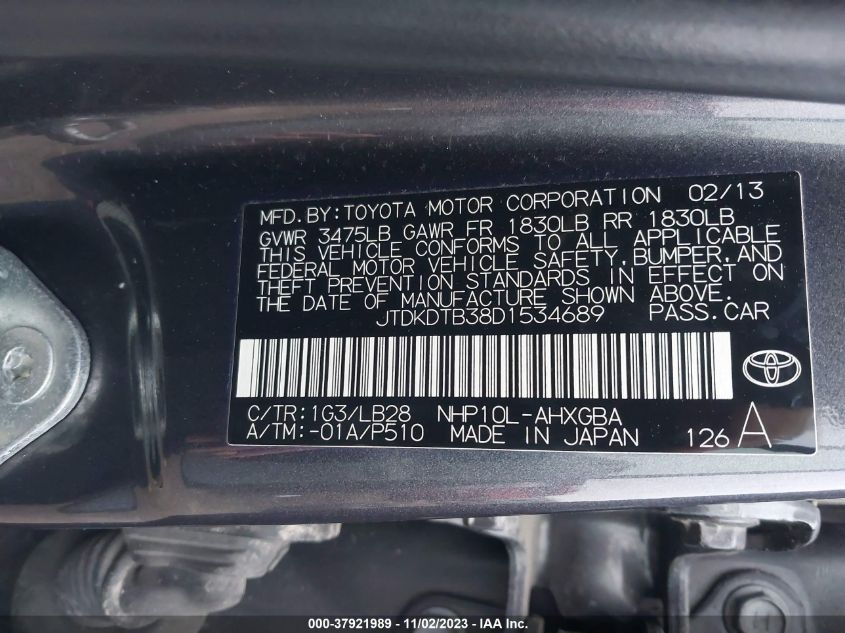 MFD.BY:TOYOTA MOTOR CORPORATION 02/13
GVWR 3475LB GAWR FR 1830LB RR 1830LB
THIS VEHICLE CONFORMS TO ALL APPLICABLE
FEDERAL MOTOR VEHICLE SAFETY,BUMPER,AND
THEFT PREVENTION STANDARDS IN EFFECT ON
THE DATE OF MANUFACTURE SHOWN ABOVE.
JTDKDTB38D1534689 PASS.CAR
C/TR:1G3/LB28 NHP10L-AHXGBA
A/TM:-01A/P510 MADE IN JAPAN 126 A
000-37921989 - 11/02/2023 - IAA Inc.